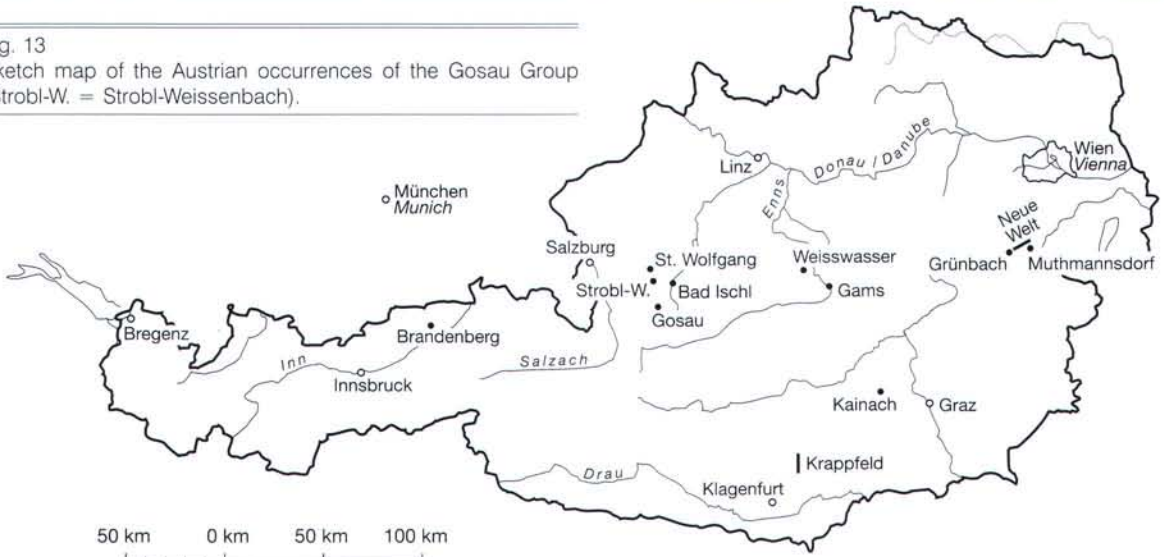 g. 13
ketch map of the Austrian occurrences of the Gosau Group
trobl-W. = Strobl-Weissenbach).
München
Munich
Linz
Donau / Danube
Enns
Wien
Vienna
Neue
Welt
Salzburg
St. Wolfgang
Weisswasser
Grünbach
Muthmannsdorf
Strobl-W.
Bad Ischl
Gams
Gosau
Bregenz
Brandenberg
Inn
Salzach
Innsbruck
Kainach
Graz
Krappfeld
Drau
Klagenfurt
50 km 0 km 50 km 100 km